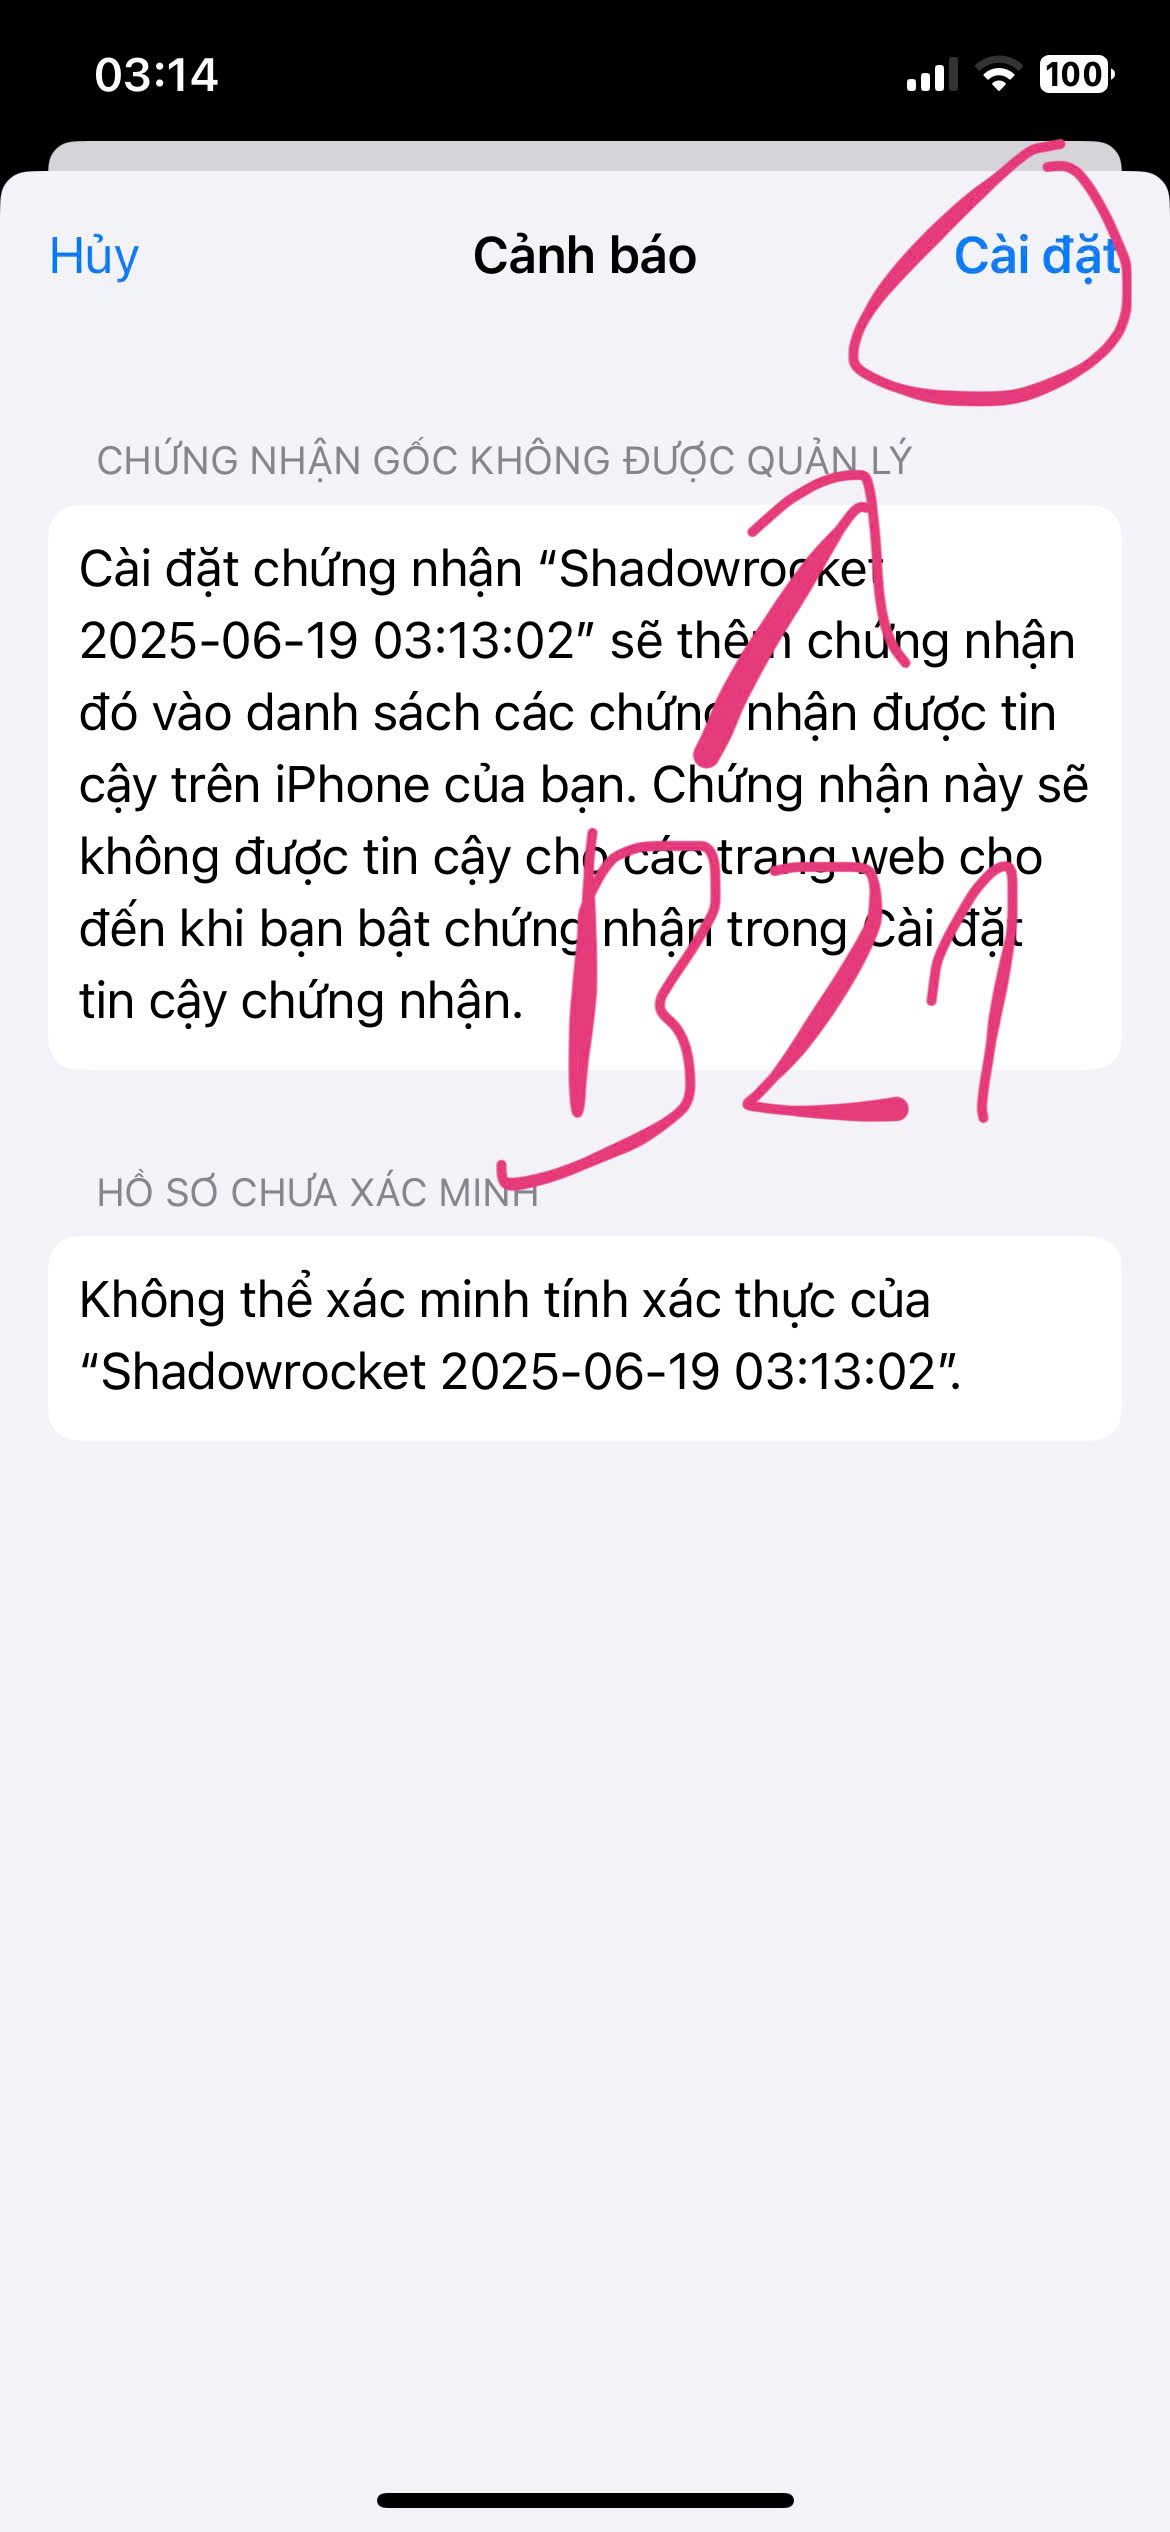 03:14
100
Hủy
Cảnh báo
Cài đặt
CHỨNG NHẬN GỐC KHÔNG ĐƯỢC QUẢN LÝ
Cài đặt chứng nhận “Shadowrocket
2025-06-19 03:13:02” sẽ thêm chứng nhận
đó vào danh sách các chứng nhận được tin
cậy trên iPhone của bạn. Chứng nhận này sẽ
không được tin cậy cho các trang web cho
đến khi bạn bật chứng nhận trong Cài đặt
tin cậy chứng nhận.
B21
HỒ SƠ CHƯA XÁC MINH
Không thể xác minh tính xác thực của
“Shadowrocket 2025-06-19 03:13:02”.